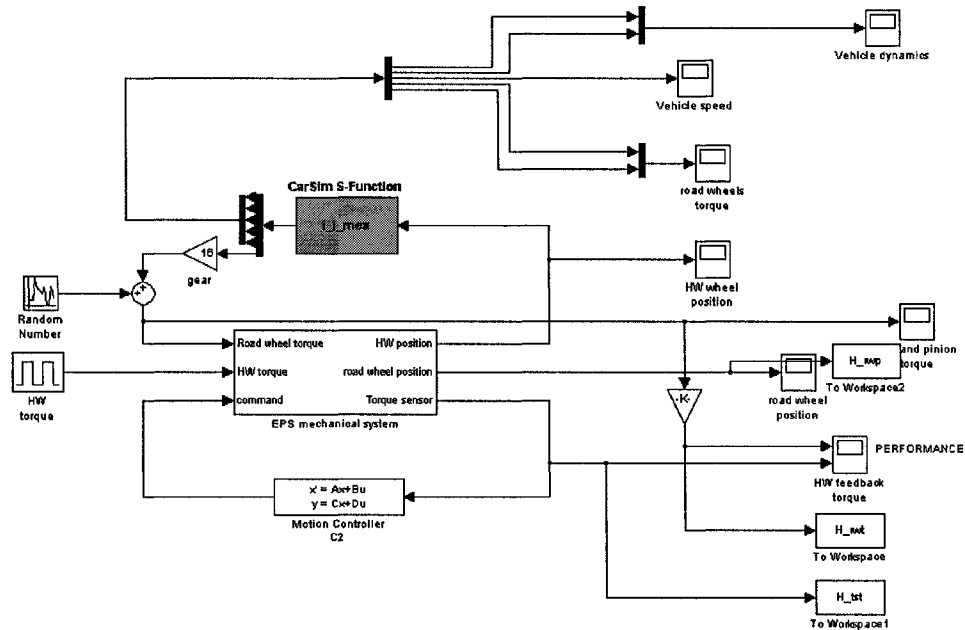 Vehicle dynamics
Vehicle speed
road wheels
torque
CarSim S-Function
i_i_mex
16
gear
HW wheel
position
Random
Number
and pinion
torque
Road wheel torque
HW position
HW torque
road wheel position
command
Torque sensor
EPS mechanical system
HW
torque
H_rwp
To Workspace2
road wheel
position
-K-
PERFORMANCE
HW feedback
torque
x' = Ax+Bu
y = Cx+Du
Motion Controller
C2
H_rwt
To Workspace
H_tst
To Workspace1